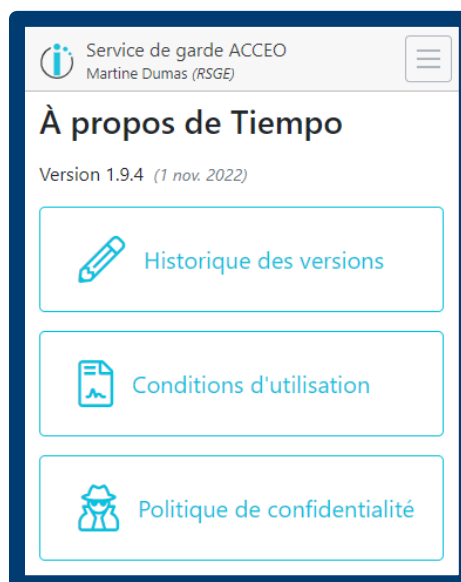 Service de garde ACCEO
Martine Dumas (RSGE)
À propos de Tiempo
Version 1.9.4 (1 nov. 2022)
Historique des versions
Conditions d'utilisation
Politique de confidentialité